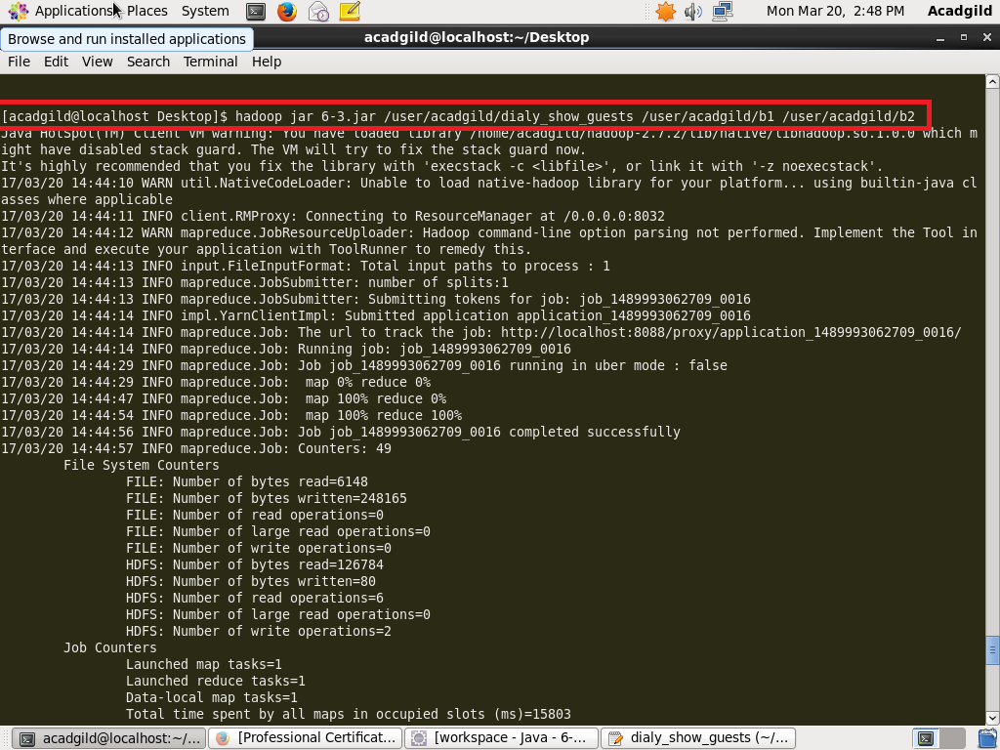 Applications Places System Mon Mar 20, 2:48 PM Acadgild
Browse and run installed applications
acadgild@localhost:~/Desktop
File Edit View Search Terminal Help
[acadgild@localhost Desktop]$ hadoop jar 6-3.jar /user/acadgild/dialy_show_guests /user/acadgild/b1 /user/acadgild/b2
Java HotSpot(TM) Client VM warning: You have loaded library /home/acadgild/hadoop-2.7.2/lib/native/libhadoop.so.1.0.0 which m
ight have disabled stack guard. The VM will try to fix the stack guard now.
It's highly recommended that you fix the library with 'execstack -c <libfile>', or link it with '-z noexecstack'.
17/03/20 14:44:10 WARN util.NativeCodeLoader: Unable to load native-hadoop library for your platform... using builtin-java cl
asses where applicable
17/03/20 14:44:11 INFO client.RMProxy: Connecting to ResourceManager at /0.0.0.0:8032
17/03/20 14:44:12 WARN mapreduce.JobResourceUploader: Hadoop command-line option parsing not performed. Implement the Tool in
terface and execute your application with ToolRunner to remedy this.
17/03/20 14:44:13 INFO input.FileInputFormat: Total input paths to process : 1
17/03/20 14:44:13 INFO mapreduce.JobSubmitter: number of splits:1
17/03/20 14:44:13 INFO mapreduce.JobSubmitter: Submitting tokens for job: job_1489993062709_0016
17/03/20 14:44:14 INFO impl.YarnClientImpl: Submitted application application_1489993062709_0016
17/03/20 14:44:14 INFO mapreduce.Job: The url to track the job: http://localhost:8088/proxy/application_1489993062709_0016/
17/03/20 14:44:14 INFO mapreduce.Job: Running job: job_1489993062709_0016
17/03/20 14:44:29 INFO mapreduce.Job: Job job_1489993062709_0016 running in uber mode : false
17/03/20 14:44:29 INFO mapreduce.Job:  map 0% reduce 0%
17/03/20 14:44:47 INFO mapreduce.Job:  map 100% reduce 0%
17/03/20 14:44:54 INFO mapreduce.Job:  map 100% reduce 100%
17/03/20 14:44:56 INFO mapreduce.Job: Job job_1489993062709_0016 completed successfully
17/03/20 14:44:57 INFO mapreduce.Job: Counters: 49
File System Counters
FILE: Number of bytes read=6148
FILE: Number of bytes written=248165
FILE: Number of read operations=0
FILE: Number of large read operations=0
FILE: Number of write operations=0
HDFS: Number of bytes read=126784
HDFS: Number of bytes written=80
HDFS: Number of read operations=6
HDFS: Number of large read operations=0
HDFS: Number of write operations=2
Job Counters
Launched map tasks=1
Launched reduce tasks=1
Data-local map tasks=1
Total time spent by all maps in occupied slots (ms)=15803
acadgild@localhost:~/... [Professional Certificat... [workspace - Java - 6-... dialy_show_guests (~/...